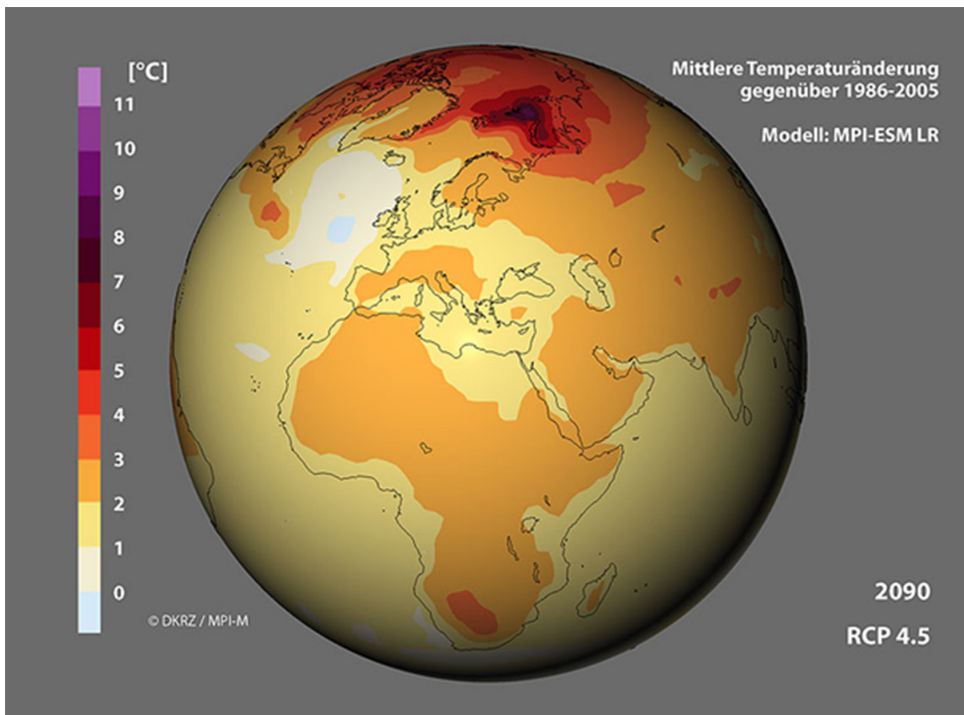 [°C]
11
10
9
8
7
6
5
4
3
2
1
0
Mittlere Temperaturänderung
gegenüber 1986-2005
Modell: MPI-ESM LR
© DKRZ / MPI-M
2090
RCP 4.5